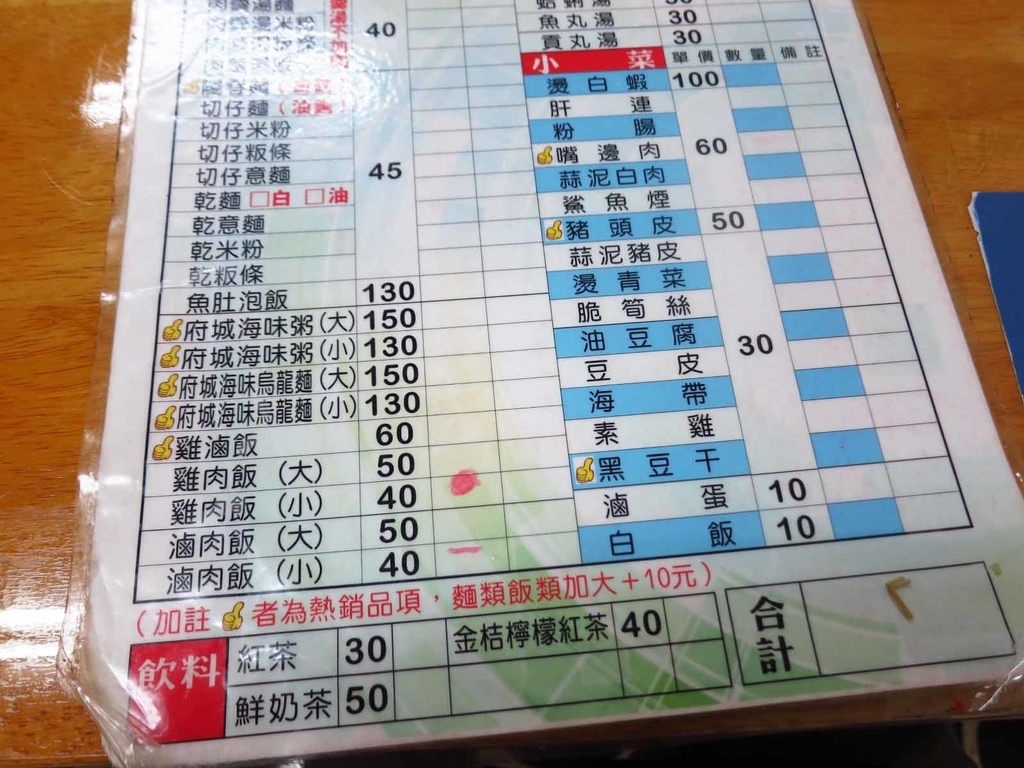 40
切仔麵（油蔥）
切仔米粉
切仔粄條
切仔意麵
45
乾麵 □白 □油
乾意麵
乾米粉
乾粄條
魚肚泡飯 130
府城海味粥(大) 150
府城海味粥(小) 130
府城海味烏龍麵(大) 150
府城海味烏龍麵(小) 130
雞滷飯 60
雞肉飯（大） 50
雞肉飯（小） 40
滷肉飯（大） 50
滷肉飯（小） 40
蛤蜊湯 30
魚丸湯 30
貢丸湯 30
小菜 單價 數量 備註
燙白蝦 100
肝連
粉腸
嘴邊肉 60
蒜泥白肉
鯊魚煙
豬頭皮 50
蒜泥豬皮
燙青菜
脆筍絲
油豆腐
豆皮 30
海帶
素雞
黑豆干
滷蛋 10
白飯 10
（加註 者為熱銷品項，麵類飯類加大＋10元）
飲料
紅茶 30
金桔檸檬紅茶 40
鮮奶茶 50
合計